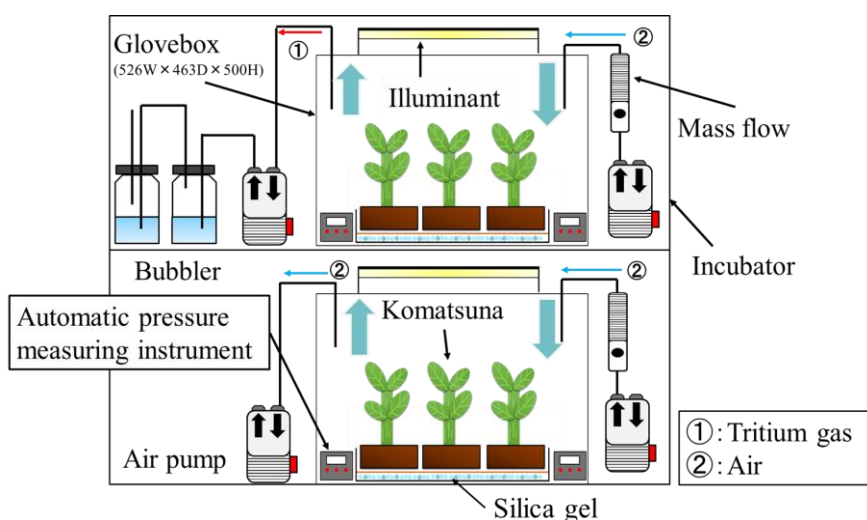 Glovebox
(526W×463D×500H)
①
②
Illuminant
Mass flow
Incubator
Bubbler
②
②
Automatic pressure
measuring instrument
Komatsuna
Air pump
①: Tritium gas
②: Air
Silica gel